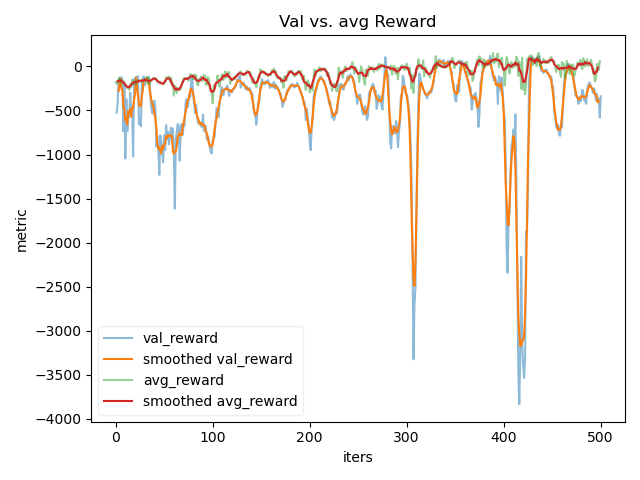 Val vs. avg Reward
0
−500
−1000
−1500
−2000
−2500
−3000
−3500
−4000
metric
val_reward
smoothed val_reward
avg_reward
smoothed avg_reward
0 100 200 300 400 500
iters